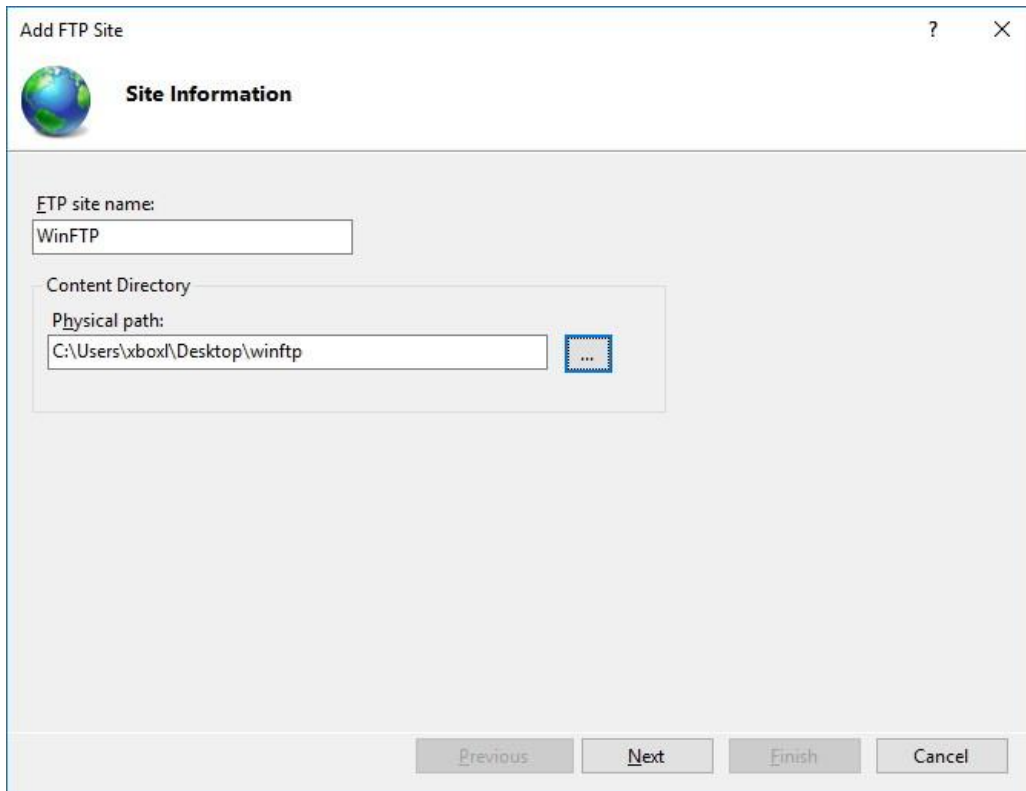 Add FTP Site
?
Site Information
FTP site name:
WinFTP
Content Directory
Physical path:
C:\Users\xboxl\Desktop\winftp
...
Previous
Next
Finish
Cancel